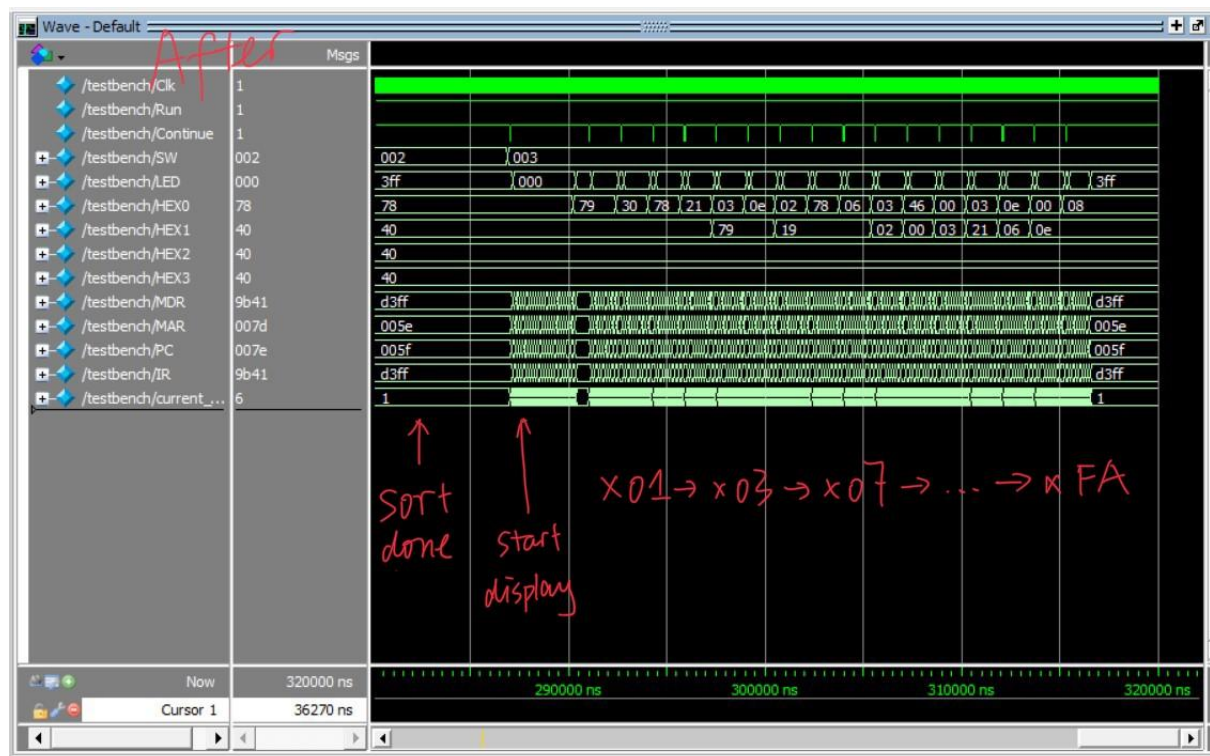 Wave - Default
After
Msgs
/testbench/Clk 1
/testbench/Run 1
/testbench/Continue 1
/testbench/SW 002 002 003
/testbench/LED 000 3ff 000 3ff
/testbench/HEX0 78 78 79 30 78 21 03 0e 02 78 06 03 46 00 03 0e 00 08
/testbench/HEX1 40 40 79 19 02 00 03 21 06 0e
/testbench/HEX2 40 40
/testbench/HEX3 40 40
/testbench/MDR 9b41 d3ff d3ff
/testbench/MAR 007d 005e 005e
/testbench/PC 007e 005f 005f
/testbench/IR 9b41 d3ff d3ff
/testbench/current_... 6 1 1
sort done
start display
x01→x03→x07→...→xFA
Now 320000 ns
290000 ns 300000 ns 310000 ns 320000 ns
Cursor 1 36270 ns